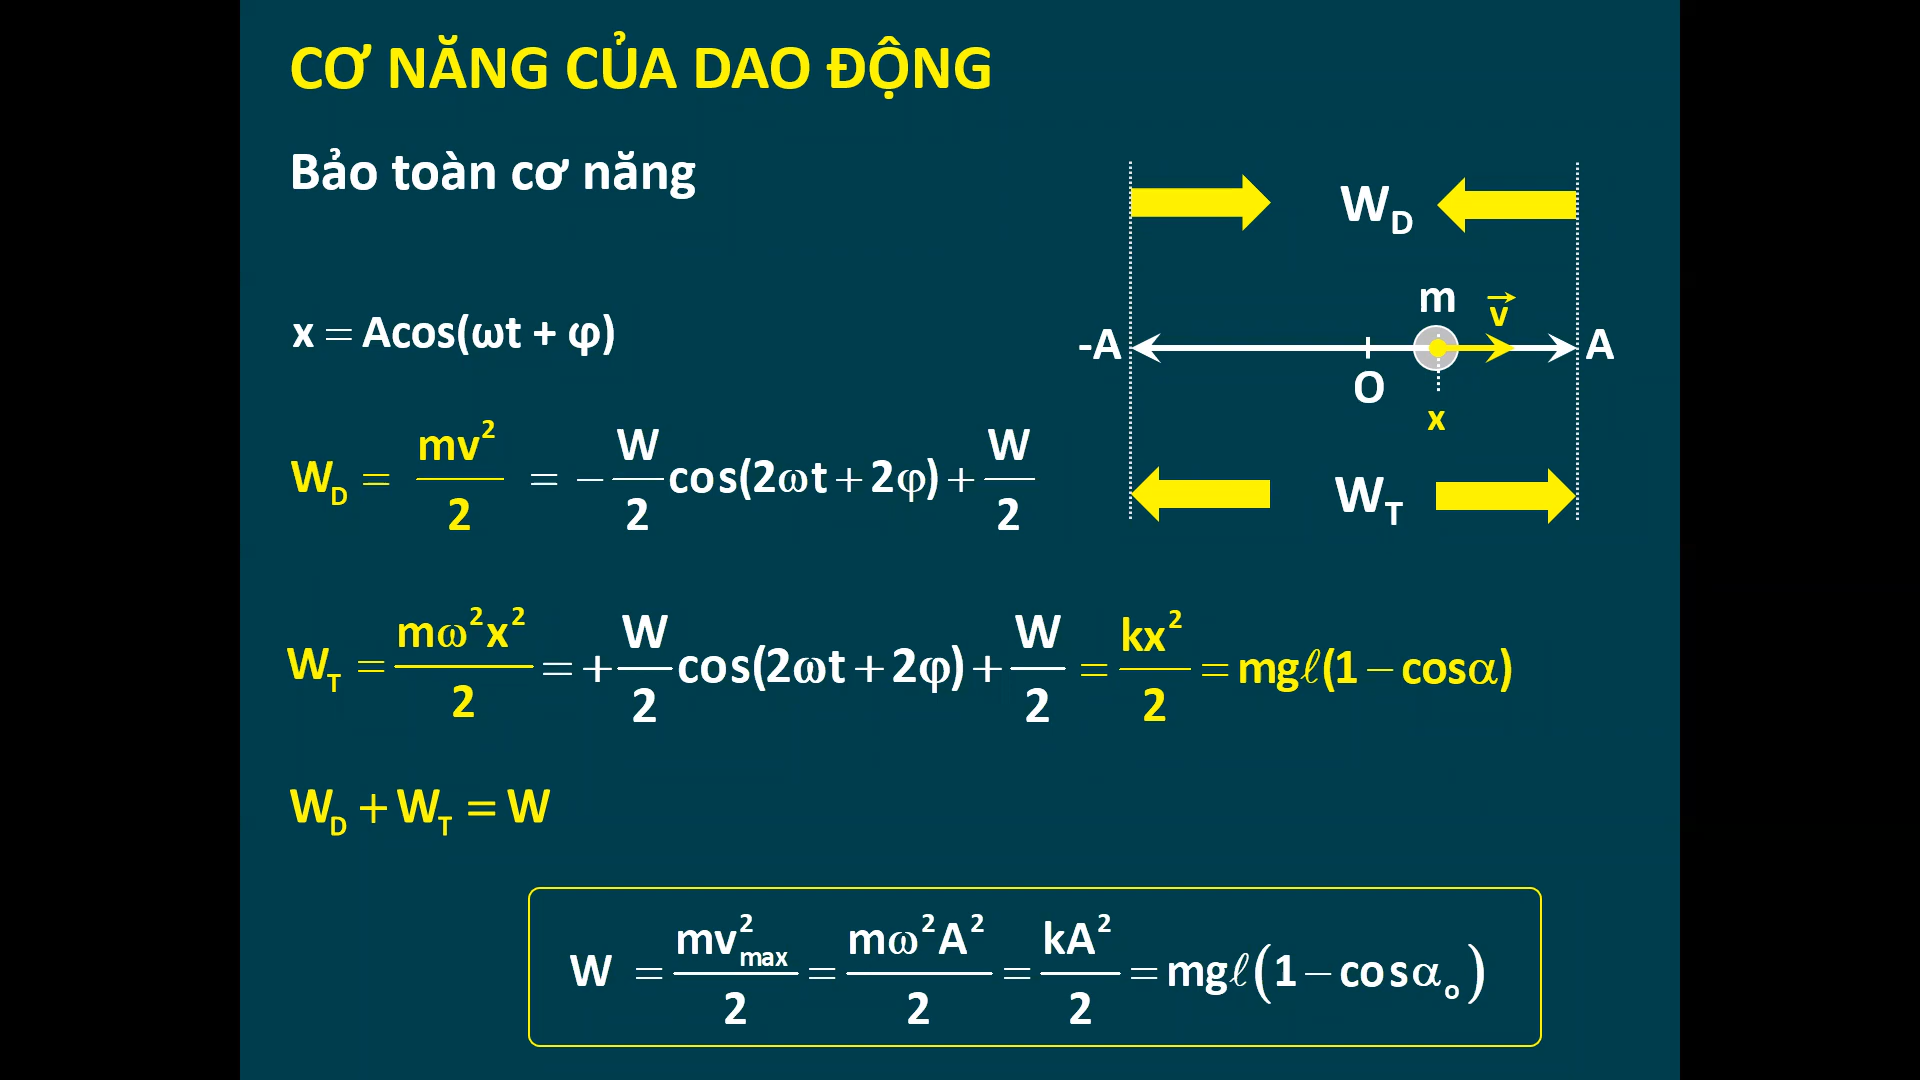 CƠ NĂNG CỦA DAO ĐỘNG
Bảo toàn cơ năng
W_D
m
v⃗
-A
A
O
x
W_T
x = Acos(ωt + φ)
W_D = mv²/2 = − W/2 cos(2ωt + 2φ) + W/2
W_T = mω²x²/2 = + W/2 cos(2ωt + 2φ) + W/2 = kx²/2 = mgℓ(1 − cosα)
W_D + W_T = W
W = mv²_max/2 = mω²A²/2 = kA²/2 = mgℓ(1 − cosα_o)